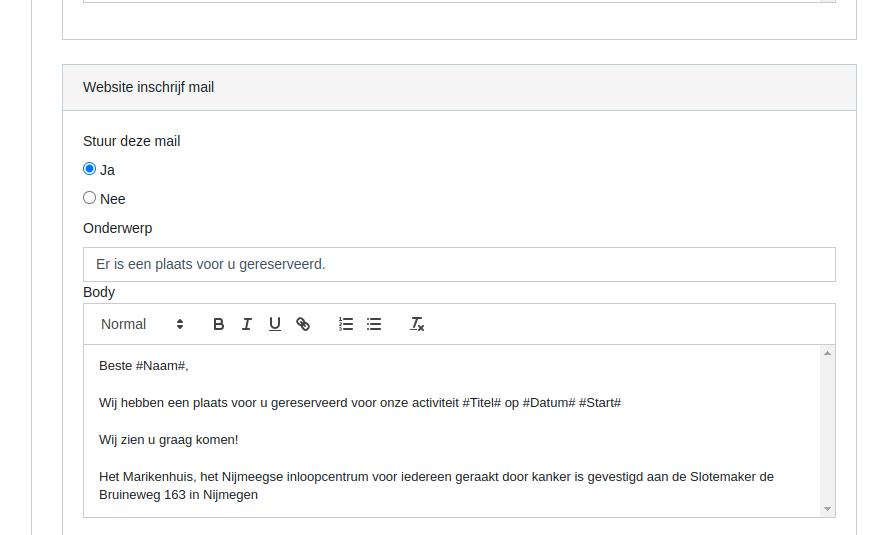 Website inschrijf mail
Stuur deze mail
Ja
Nee
Onderwerp
Er is een plaats voor u gereserveerd.
Body
Normal B I U
Beste #Naam#,
Wij hebben een plaats voor u gereserveerd voor onze activiteit #Titel# op #Datum# #Start#
Wij zien u graag komen!
Het Marikenhuis, het Nijmeegse inloopcentrum voor iedereen geraakt door kanker is gevestigd aan de Slotemaker de
Bruineweg 163 in Nijmegen